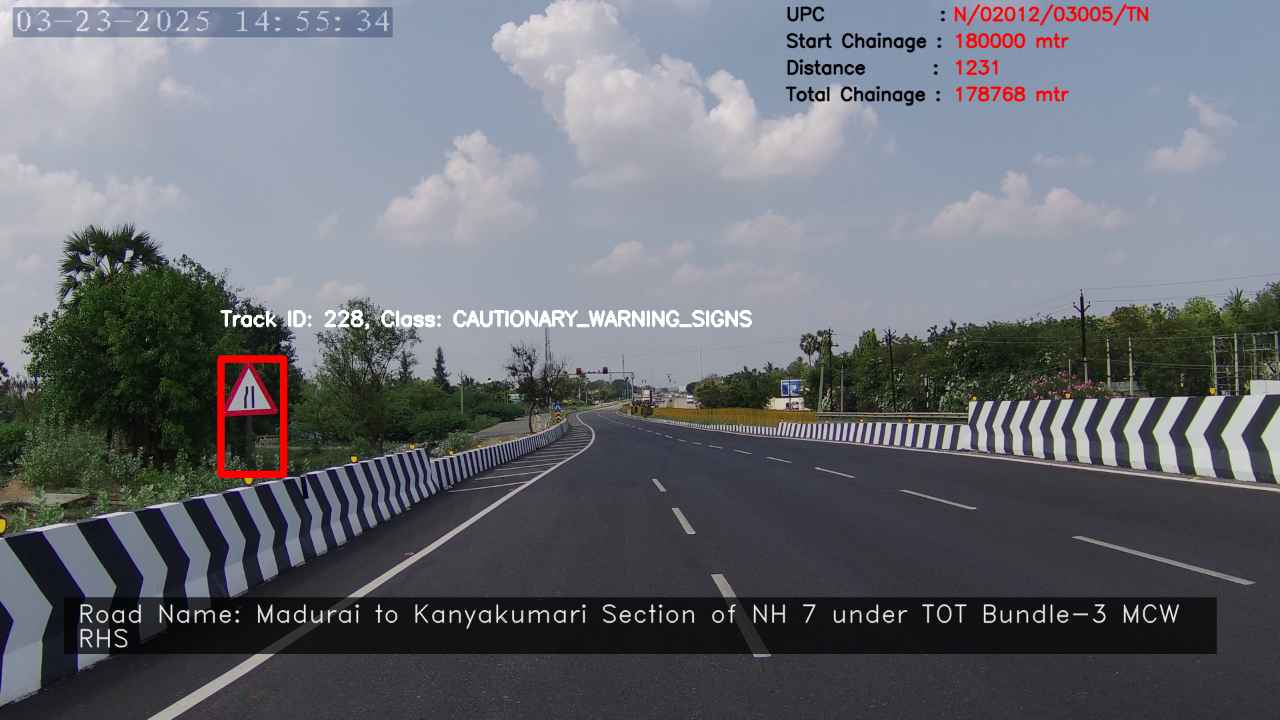 03-23-2025 14:55:34
UPC : N/02012/03005/TN
Start Chainage : 180000 mtr
Distance : 1231
Total Chainage : 178768 mtr
Track ID: 228, Class: CAUTIONARY_WARNING_SIGNS
Road Name: Madurai to Kanyakumari Section of NH 7 under TOT Bundle-3 MCW
RHS